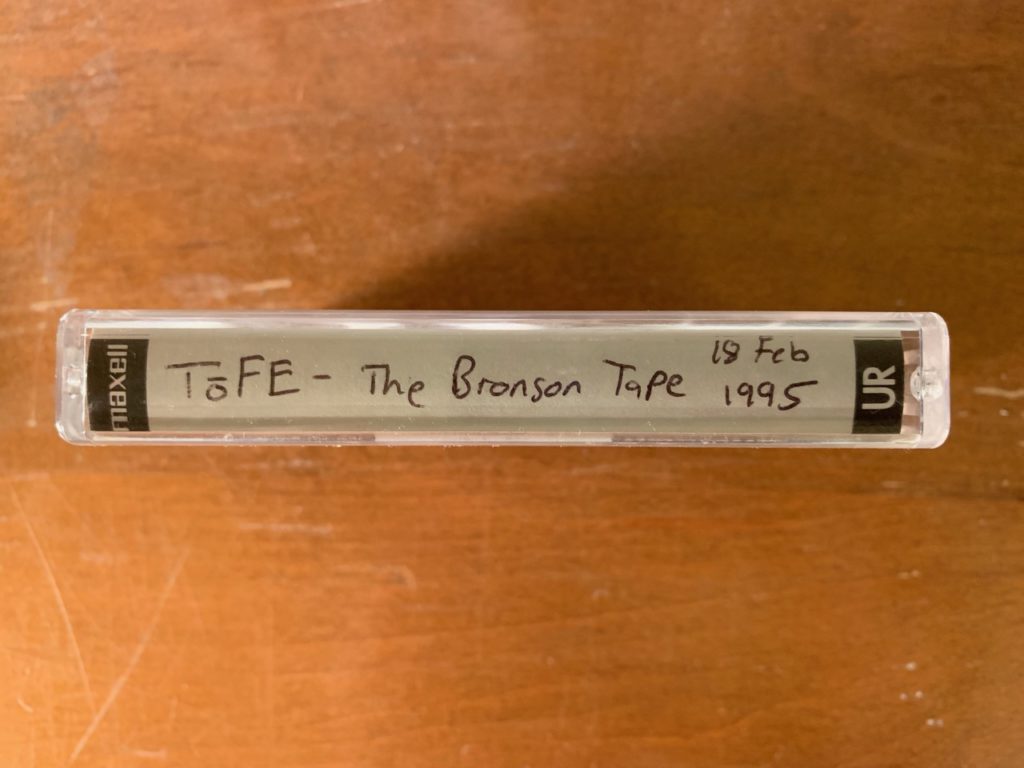 maxell
TōFE - The Bronson Tape
18 Feb
1995
UR